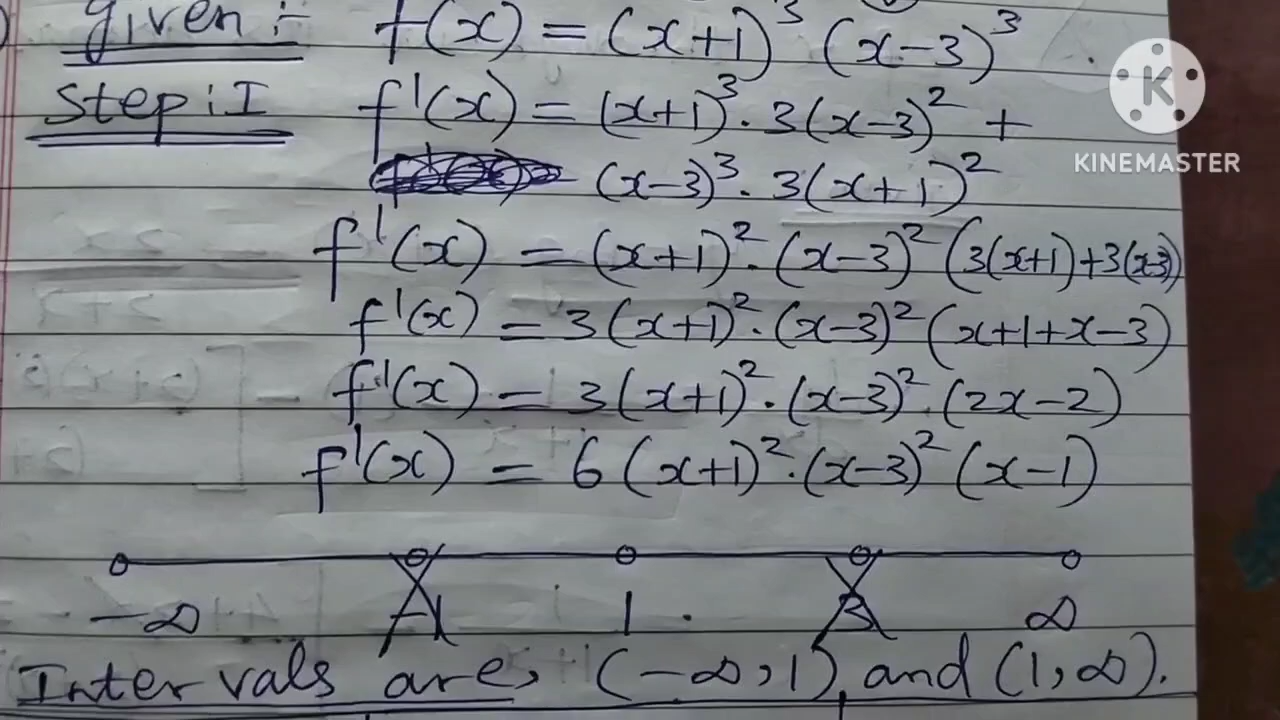 given :- f(x) = (x+1)³ (x-3)³
Step: I f'(x) = (x+1)³ . 3(x-3)² +
(x-3)³ . 3(x+1)²
f'(x) = (x+1)² . (x-3)² (3(x+1)+3(x-3))
f'(x) = 3(x+1)² . (x-3)² (x+1+x-3)
f'(x) = 3(x+1)² . (x-3)² . (2x-2)
f'(x) = 6(x+1)² . (x-3)² (x-1)
-∞ 1 ∞
Intervals are, (-∞,1) and (1,∞).
K
KINEMASTER